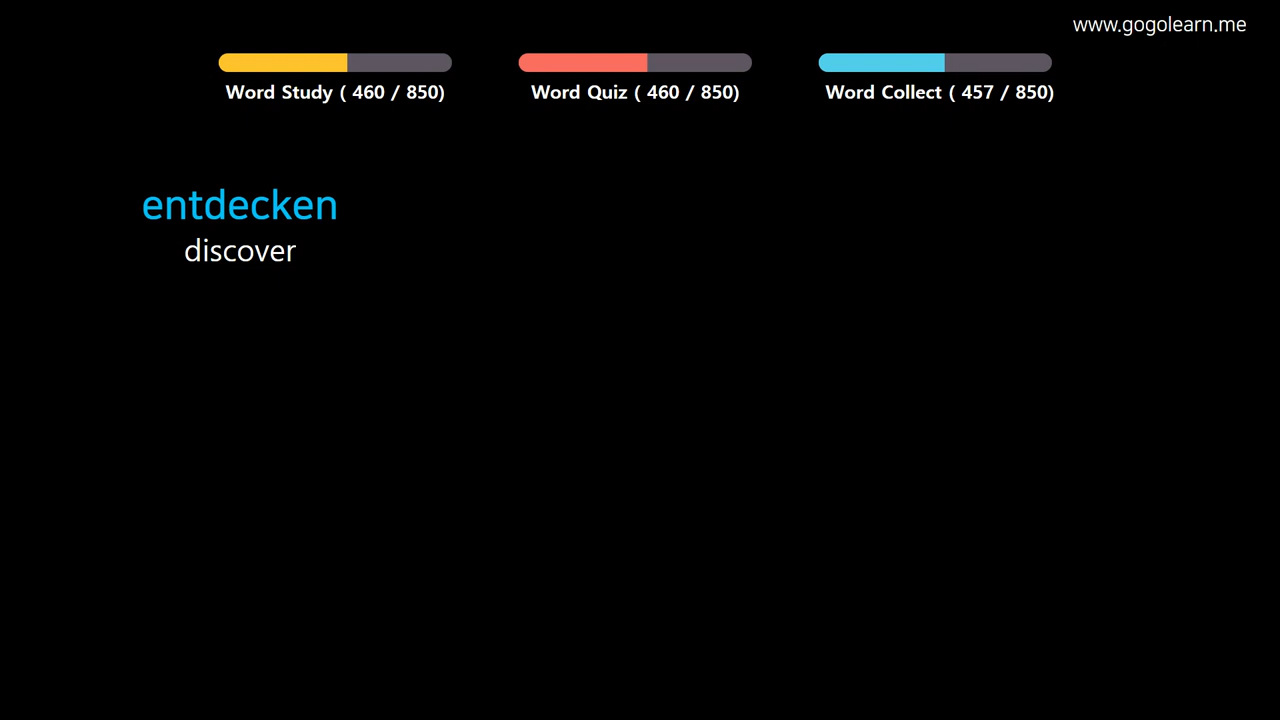 www.gogolearn.me
Word Study ( 460 / 850)
Word Quiz ( 460 / 850)
Word Collect ( 457 / 850)
entdecken
discover